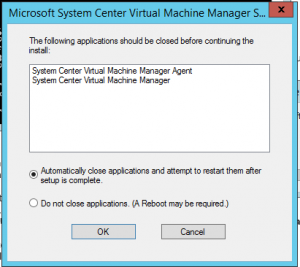 Microsoft System Center Virtual Machine Manager S...
The following applications should be closed before continuing the
install:
System Center Virtual Machine Manager Agent
System Center Virtual Machine Manager
Automatically close applications and attempt to restart them after
setup is complete.
Do not close applications. (A Reboot may be required.)
OK
Cancel